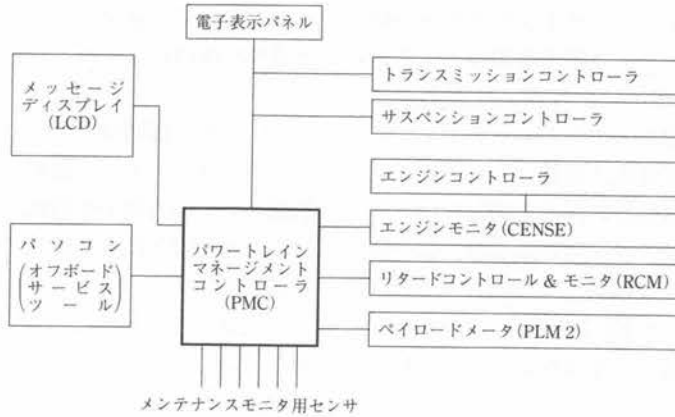 電子表示パネル
メッセージ
ディスプレイ
(LCD)
トランスミッションコントローラ
サスペンションコントローラ
エンジンコントローラ
エンジンモニタ(CENSE)
リタードコントロール & モニタ(RCM)
ペイロードメータ(PLM 2)
パワートレイン
マネージメント
コントローラ
(PMC)
パソコン
(オフボード
サービス
ツール)
メンテナンスモニタ用センサ